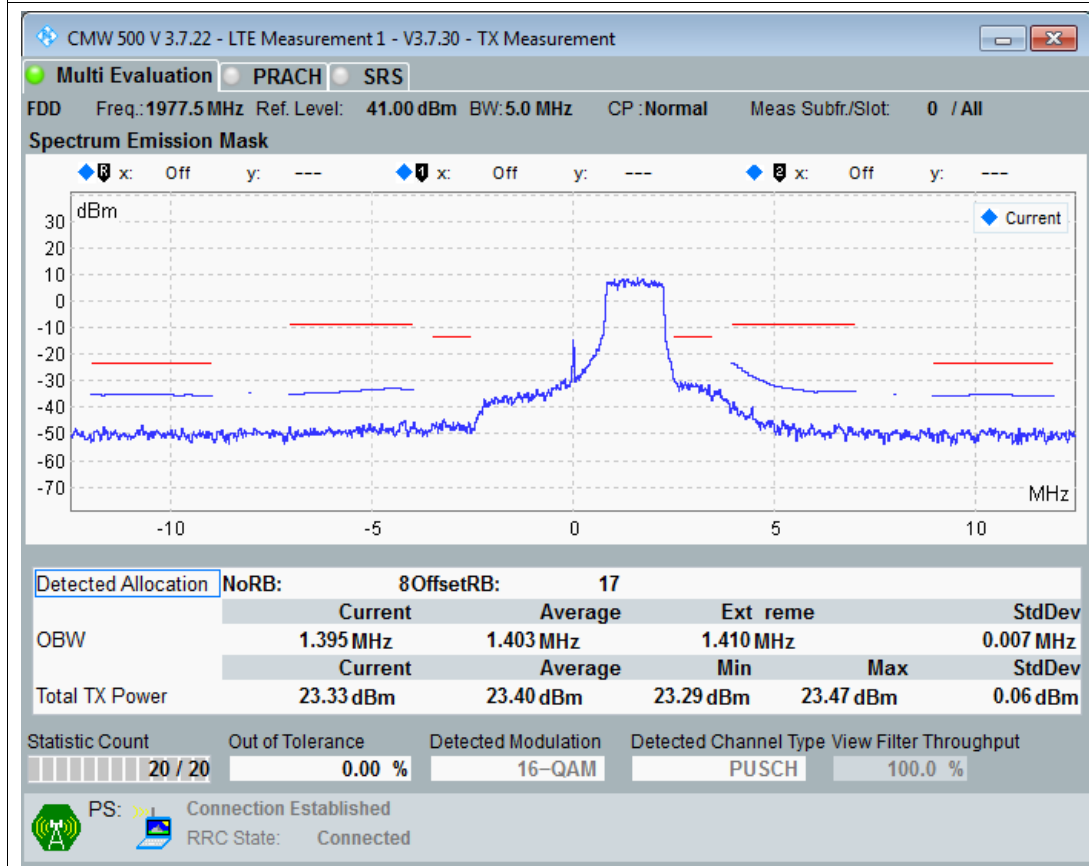 CMW 500 V 3.7.22 - LTE Measurement 1 - V3.7.30 - TX Measurement
Multi Evaluation PRACH SRS
FDD Freq.: 1977.5 MHz Ref. Level: 41.00 dBm BW: 5.0 MHz CP : Normal Meas Subfr./Slot: 0 / All
Spectrum Emission Mask
R x: Off y: --- 1 x: Off y: --- 2 x: Off y: ---
dBm
Current
30
20
10
0
-10
-20
-30
-40
-50
-60
-70
MHz
-10 -5 0 5 10
Detected Allocation NoRB: 8 OffsetRB: 17
Current Average Ext reme StdDev
OBW 1.395 MHz 1.403 MHz 1.410 MHz 0.007 MHz
Current Average Min Max StdDev
Total TX Power 23.33 dBm 23.40 dBm 23.29 dBm 23.47 dBm 0.06 dBm
Statistic Count Out of Tolerance Detected Modulation Detected Channel Type View Filter Throughput
20 / 20 0.00 % 16-QAM PUSCH 100.0 %
PS: Connection Established
RRC State: Connected